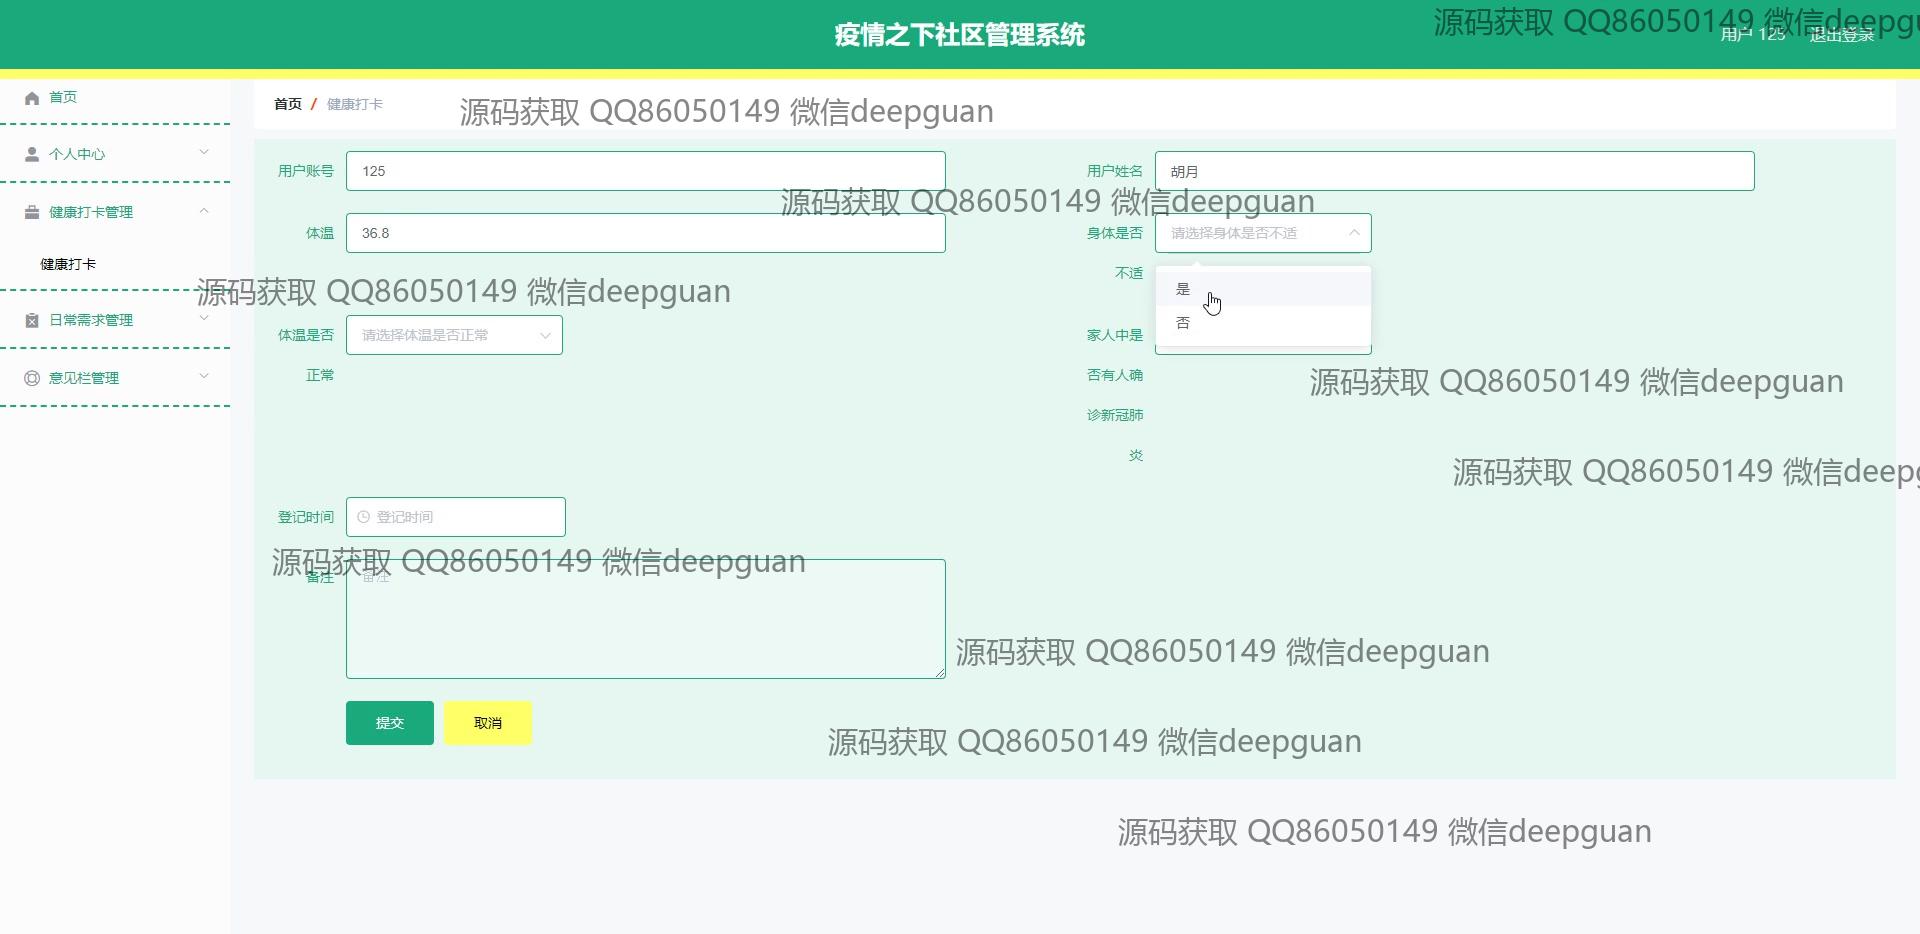 疫情之下社区管理系统
源码获取 QQ86050149 微信deepgu
用户 125 退出登录
首页
首页 / 健康打卡
源码获取 QQ86050149 微信deepguan
个人中心
用户账号 125
用户姓名 胡月
源码获取 QQ86050149 微信deepguan
健康打卡管理
体温 36.8
身体是否不适 请选择身体是否不适
健康打卡
是
否
源码获取 QQ86050149 微信deepguan
日常需求管理
体温是否正常 请选择体温是否正常
家人中是否有人确诊新冠肺炎
意见栏管理
源码获取 QQ86050149 微信deepguan
源码获取 QQ86050149 微信deep
登记时间 登记时间
源码获取 QQ86050149 微信deepguan
备注 备注
源码获取 QQ86050149 微信deepguan
提交 取消
源码获取 QQ86050149 微信deepguan
源码获取 QQ86050149 微信deepguan